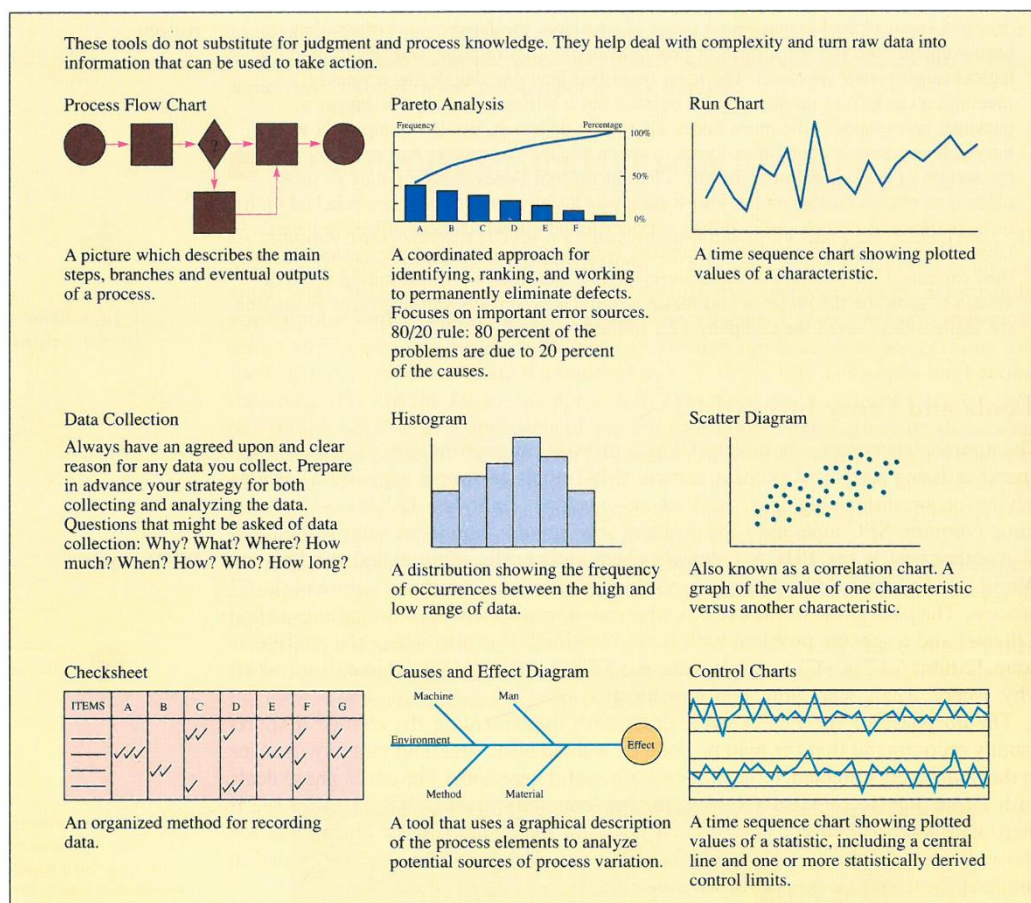 These tools do not substitute for judgment and process knowledge. They help deal with complexity and turn raw data into
information that can be used to take action.
Process Flow Chart
?
A picture which describes the main
steps, branches and eventual outputs
of a process.
Pareto Analysis
Frequency
Percentage
100%
50%
0%
A B C D E F
A coordinated approach for
identifying, ranking, and working
to permanently eliminate defects.
Focuses on important error sources.
80/20 rule: 80 percent of the
problems are due to 20 percent
of the causes.
Run Chart
A time sequence chart showing plotted
values of a characteristic.
Data Collection
Always have an agreed upon and clear
reason for any data you collect. Prepare
in advance your strategy for both
collecting and analyzing the data.
Questions that might be asked of data
collection: Why? What? Where? How
much? When? How? Who? How long?
Histogram
A distribution showing the frequency
of occurrences between the high and
low range of data.
Scatter Diagram
Also known as a correlation chart. A
graph of the value of one characteristic
versus another characteristic.
Checksheet
ITEMS A B C D E F G
An organized method for recording
data.
Causes and Effect Diagram
Machine
Man
Environment
Effect
Method
Material
A tool that uses a graphical description
of the process elements to analyze
potential sources of process variation.
Control Charts
A time sequence chart showing plotted
values of a statistic, including a central
line and one or more statistically derived
control limits.